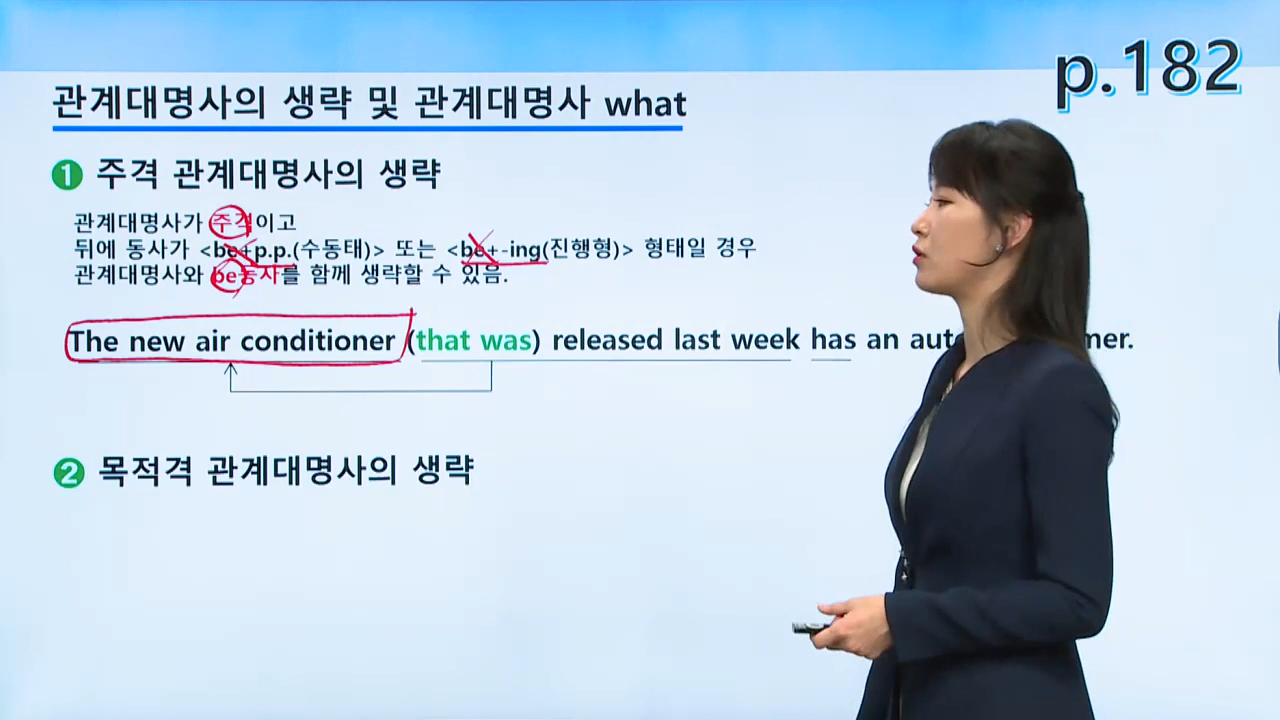 p.182
관계대명사의 생략 및 관계대명사 what
1 주격 관계대명사의 생략
관계대명사가 주격이고
뒤에 동사가 <be+p.p.(수동태)> 또는 <be+-ing(진행형)> 형태일 경우
관계대명사와 be동사를 함께 생략할 수 있음.
The new air conditioner (that was) released last week has an
2 목적격 관계대명사의 생략